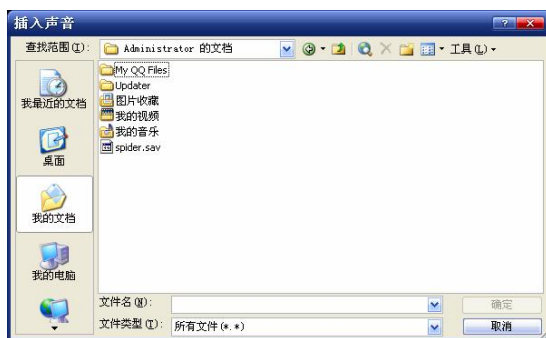 插入声音
查找范围(I): Administrator 的文档 工具(L)
My QQ Files
Updater
图片收藏
我的视频
我的音乐
spider.sav
我最近的文档
桌面
我的文档
我的电脑
文件名(N): 确定
文件类型(T): 所有文件(*.*) 取消